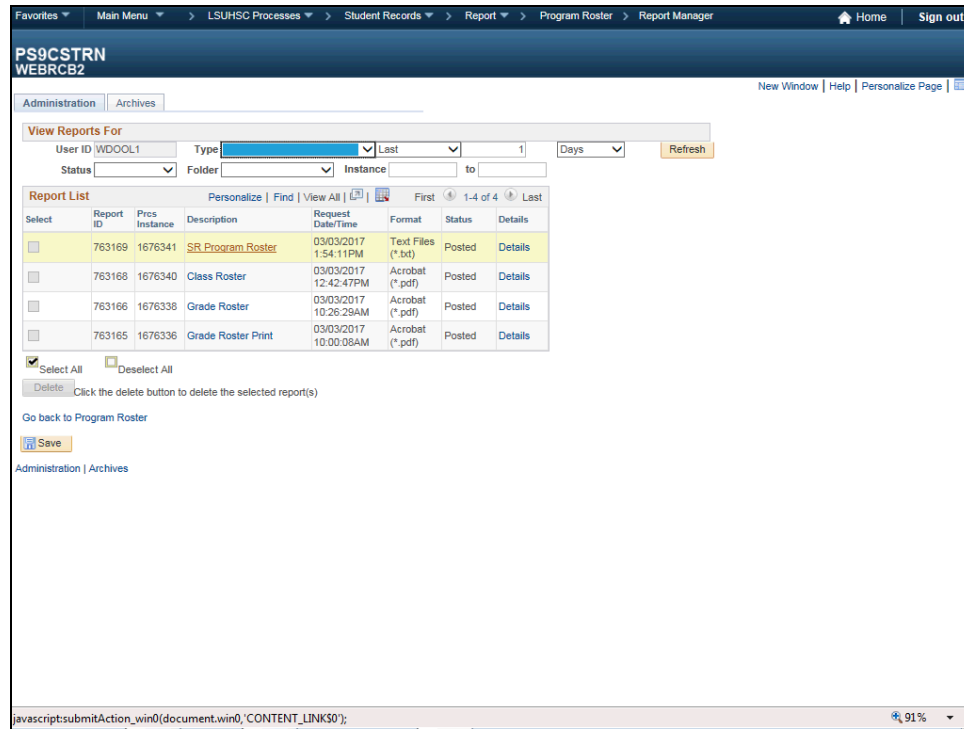 Favorites Main Menu > LSUHSC Processes > Student Records > Report > Program Roster > Report Manager Home Sign out
PS9CSTRN
WEBRCB2
New Window | Help | Personalize Page |
Administration Archives
View Reports For
User ID WDOOL1 Type Last 1 Days Refresh
Status Folder Instance to
Report List Personalize | Find | View All | | First 1-4 of 4 Last
Select Report ID Prcs Instance Description Request Date/Time Format Status Details
763169 1676341 SR Program Roster 03/03/2017 1:54:11PM Text Files (*.txt) Posted Details
763168 1676340 Class Roster 03/03/2017 12:42:47PM Acrobat (*.pdf) Posted Details
763166 1676338 Grade Roster 03/03/2017 10:26:29AM Acrobat (*.pdf) Posted Details
763165 1676336 Grade Roster Print 03/03/2017 10:00:08AM Acrobat (*.pdf) Posted Details
Select All Deselect All
Delete Click the delete button to delete the selected report(s)
Go back to Program Roster
Save
Administration | Archives
javascript:submitAction_win0(document.win0,'CONTENT_LINK$0'); 91%